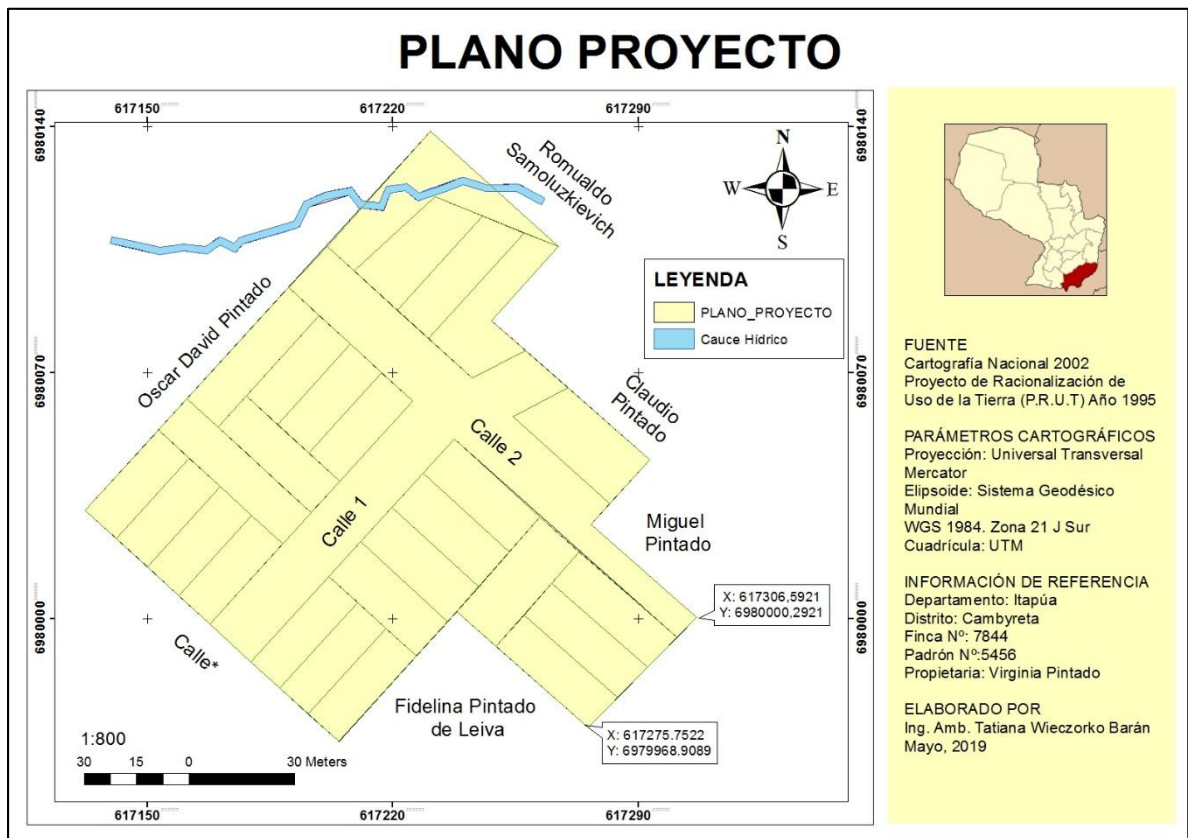 PLANO PROYECTO
617150
617220
617290
6980140
6980140
Romualdo
Samoluzkievich
N
W
E
S
LEYENDA
PLANO_PROYECTO
Cauce Hídrico
Oscar David Pintado
6980070
6980070
Claudio
Pintado
Calle 2
Calle 1
Miguel
Pintado
X: 617306,5921
Y: 6980000,2921
6980000
6980000
Calle*
Fidelina Pintado
de Leiva
X: 617275.7522
Y: 6979968.9089
1:800
30
15
0
30 Meters
617150
617220
617290
FUENTE
Cartografía Nacional 2002
Proyecto de Racionalización de
Uso de la Tierra (P.R.U.T) Año 1995
PARÁMETROS CARTOGRÁFICOS
Proyección: Universal Transversal
Mercator
Elipsoide: Sistema Geodésico
Mundial
WGS 1984. Zona 21 J Sur
Cuadrícula: UTM
INFORMACIÓN DE REFERENCIA
Departamento: Itapúa
Distrito: Cambyreta
Finca Nº: 7844
Padrón Nº:5456
Propietaria: Virginia Pintado
ELABORADO POR
Ing. Amb. Tatiana Wieczorko Barán
Mayo, 2019